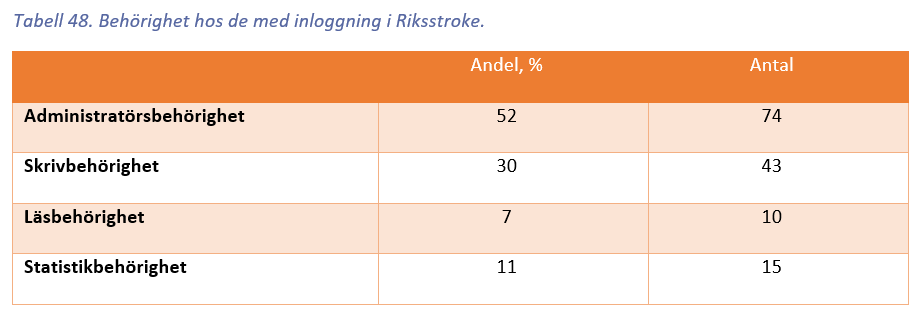 Tabell 48. Behörighet hos de med inloggning i Riksstroke.
Andel, % Antal
Administratörsbehörighet 52 74
Skrivbehörighet 30 43
Läsbehörighet 7 10
Statistikbehörighet 11 15